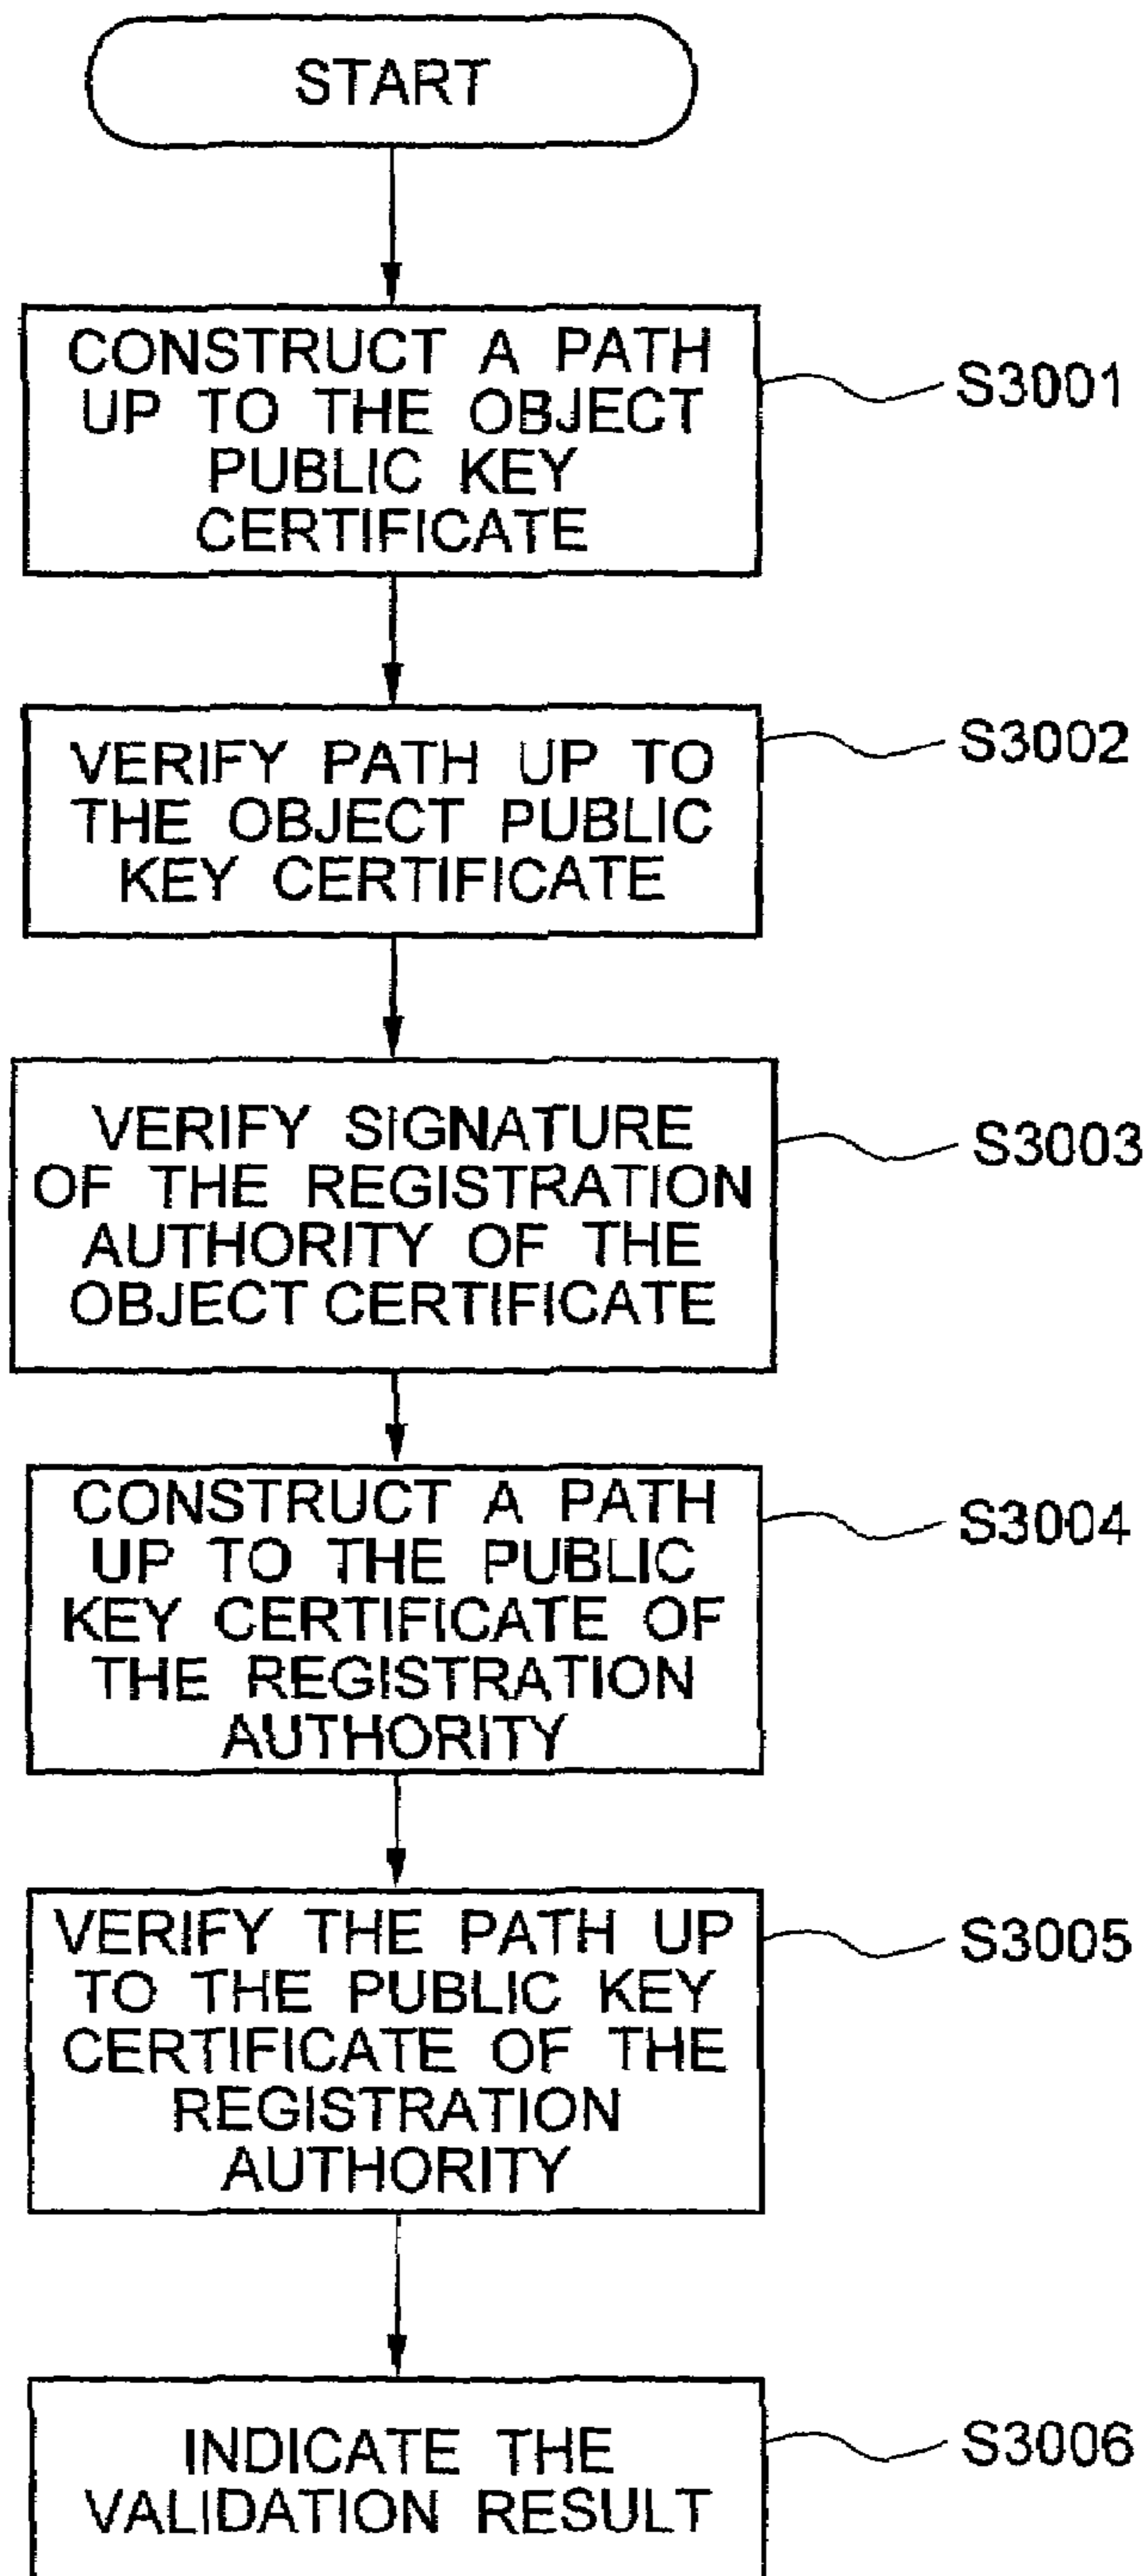 START
CONSTRUCT A PATH
UP TO THE OBJECT
PUBLIC KEY
CERTIFICATE
S3001
VERIFY PATH UP TO
THE OBJECT PUBLIC
KEY CERTIFICATE
S3002
VERIFY SIGNATURE
OF THE REGISTRATION
AUTHORITY OF THE
OBJECT CERTIFICATE
S3003
CONSTRUCT A PATH
UP TO THE PUBLIC
KEY CERTIFICATE OF
THE REGISTRATION
AUTHORITY
S3004
VERIFY THE PATH UP
TO THE PUBLIC KEY
CERTIFICATE OF THE
REGISTRATION
AUTHORITY
S3005
INDICATE THE
VALIDATION RESULT
S3006